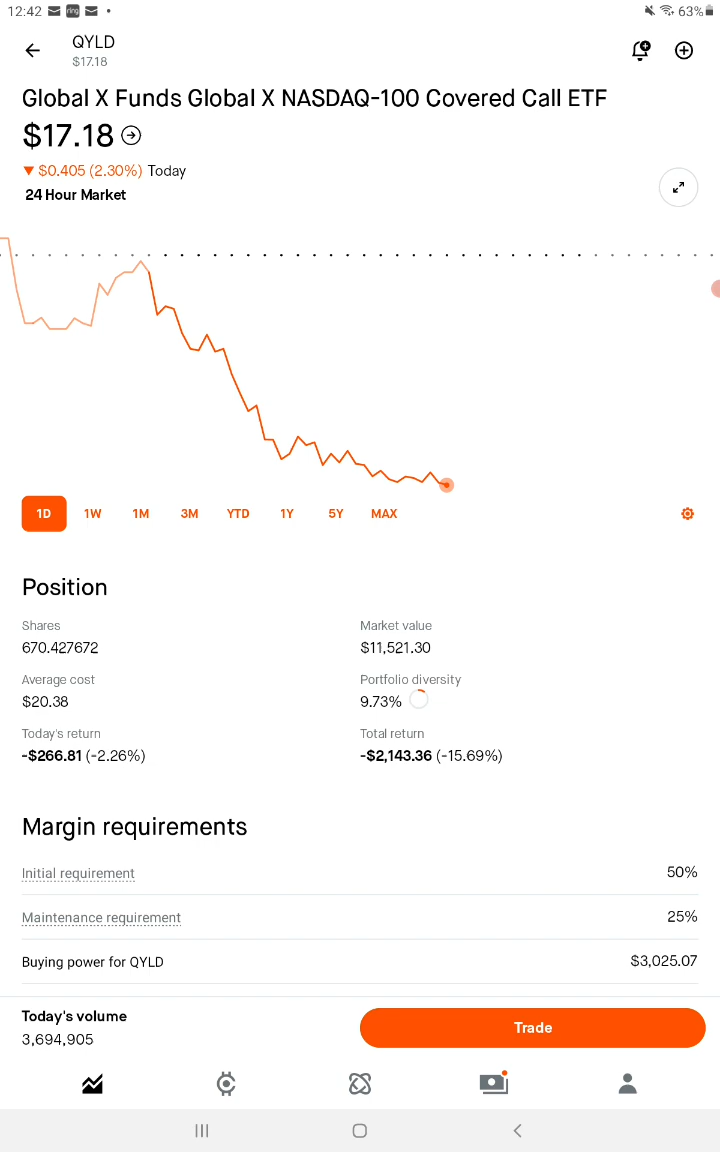 12:42 ring 63%
QYLD
$17.18
Global X Funds Global X NASDAQ-100 Covered Call ETF
$17.18
▼ $0.405 (2.30%) Today
24 Hour Market
1D 1W 1M 3M YTD 1Y 5Y MAX
Position
Shares Market value
670.427672 $11,521.30
Average cost Portfolio diversity
$20.38 9.73%
Today's return Total return
-$266.81 (-2.26%) -$2,143.36 (-15.69%)
Margin requirements
Initial requirement 50%
Maintenance requirement 25%
Buying power for QYLD $3,025.07
Today's volume
3,694,905
Trade